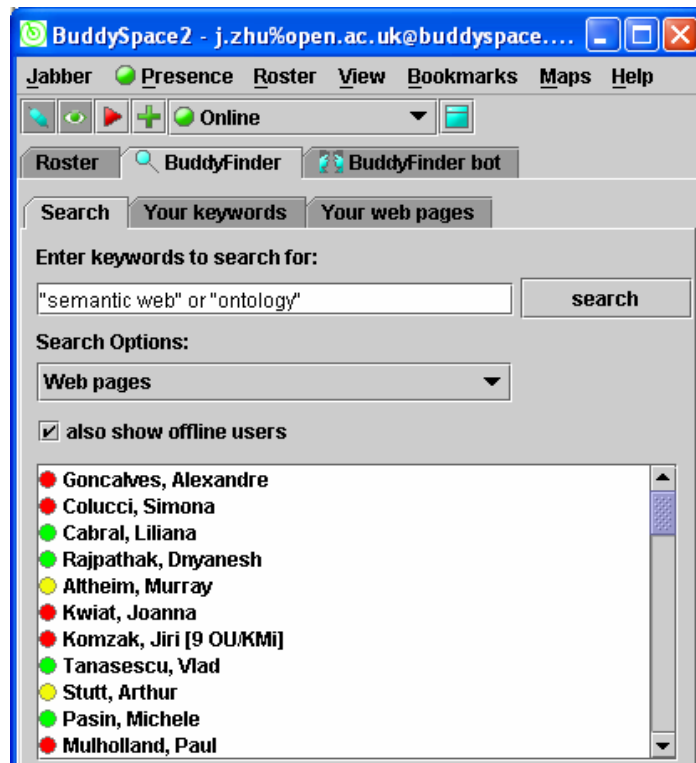 BuddySpace2 - j.zhu%open.ac.uk@buddyspace....
Jabber Presence Roster View Bookmarks Maps Help
Online
Roster BuddyFinder BuddyFinder bot
Search Your keywords Your web pages
Enter keywords to search for:
"semantic web" or "ontology" search
Search Options:
Web pages
also show offline users
Goncalves, Alexandre
Colucci, Simona
Cabral, Liliana
Rajpathak, Dnyanesh
Altheim, Murray
Kwiat, Joanna
Komzak, Jiri [9 OU/KMi]
Tanasescu, Vlad
Stutt, Arthur
Pasin, Michele
Mulholland, Paul